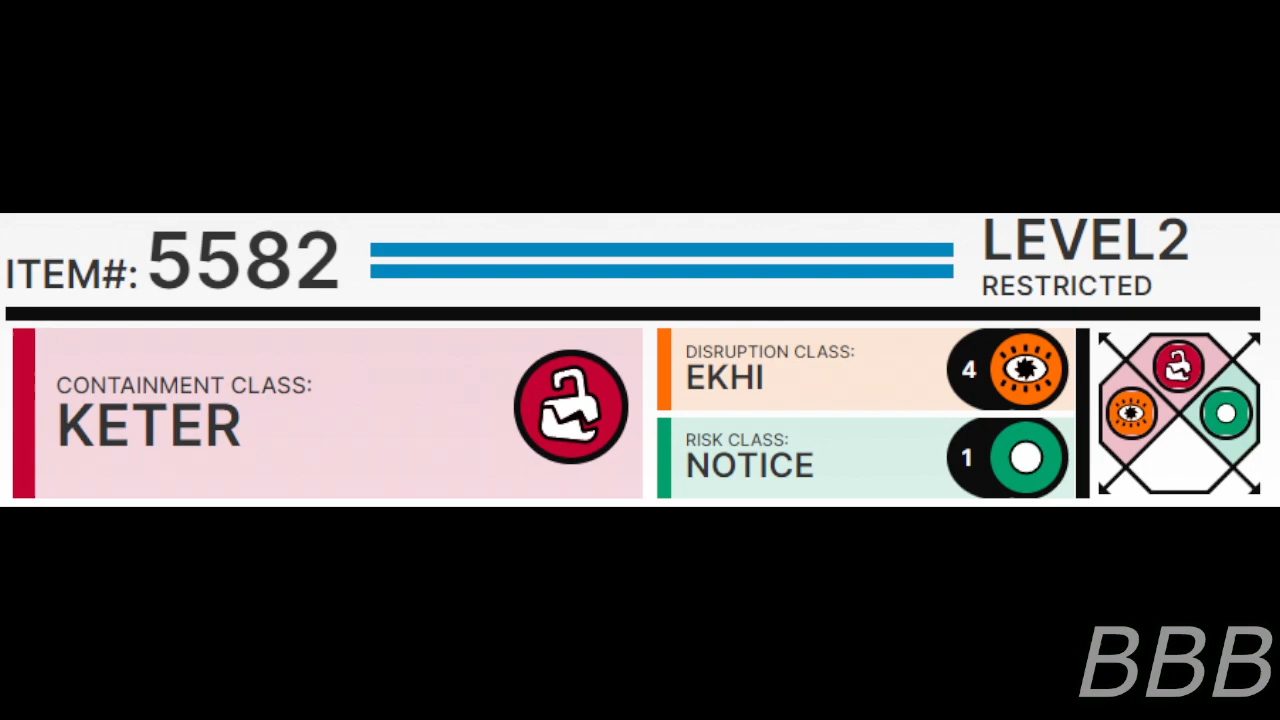 ITEM#: 5582
LEVEL2
RESTRICTED
CONTAINMENT CLASS:
KETER
DISRUPTION CLASS:
EKHI
4
RISK CLASS:
NOTICE
1
BBB